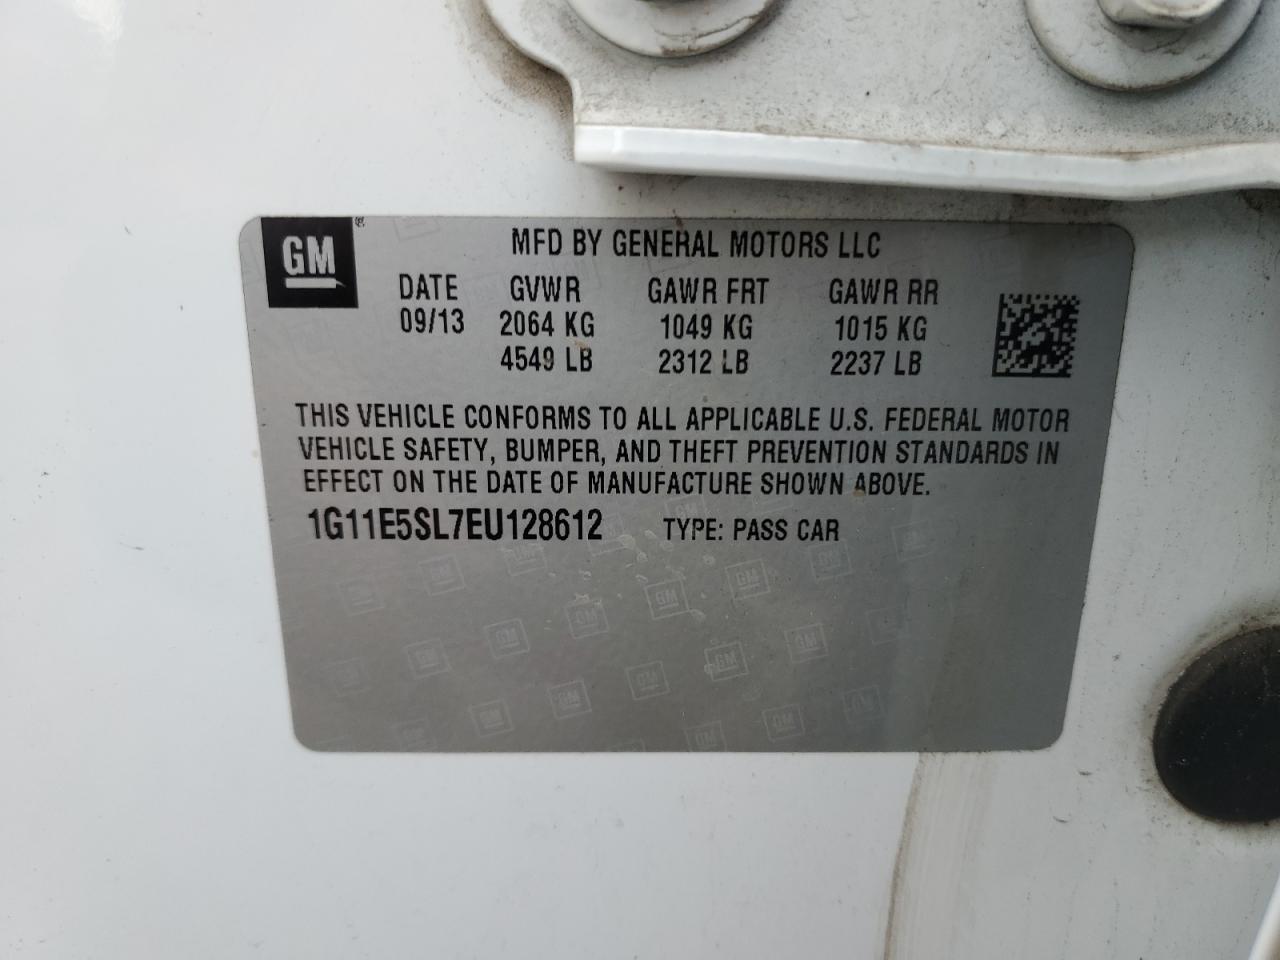 GM ®
MFD BY GENERAL MOTORS LLC
DATE GVWR GAWR FRT GAWR RR
09/13 2064 KG 1049 KG 1015 KG
4549 LB 2312 LB 2237 LB
THIS VEHICLE CONFORMS TO ALL APPLICABLE U.S. FEDERAL MOTOR
VEHICLE SAFETY, BUMPER, AND THEFT PREVENTION STANDARDS IN
EFFECT ON THE DATE OF MANUFACTURE SHOWN ABOVE.
1G11E5SL7EU128612 TYPE: PASS CAR